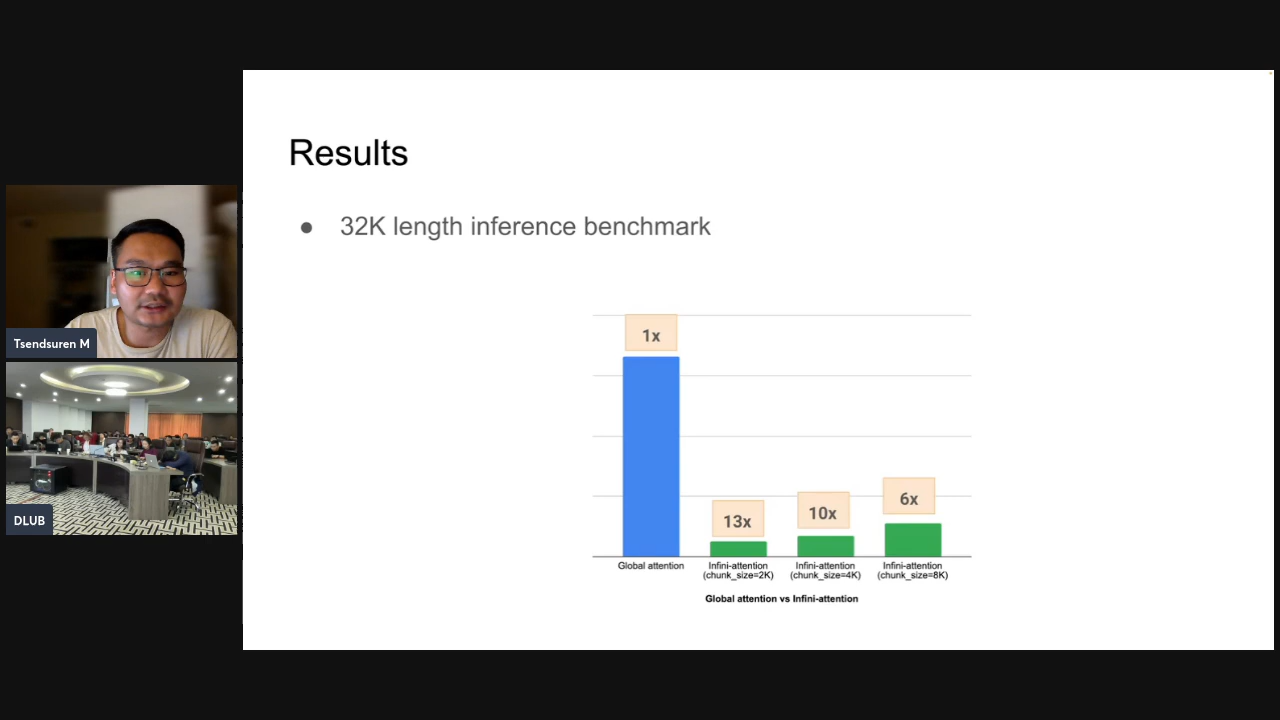 Results
● 32K length inference benchmark
1x
13x
10x
6x
Global attention
Infini-attention
(chunk_size=2K)
Infini-attention
(chunk_size=4K)
Infini-attention
(chunk_size=8K)
Global attention vs Infini-attention
Tsendsuren M
DLUB